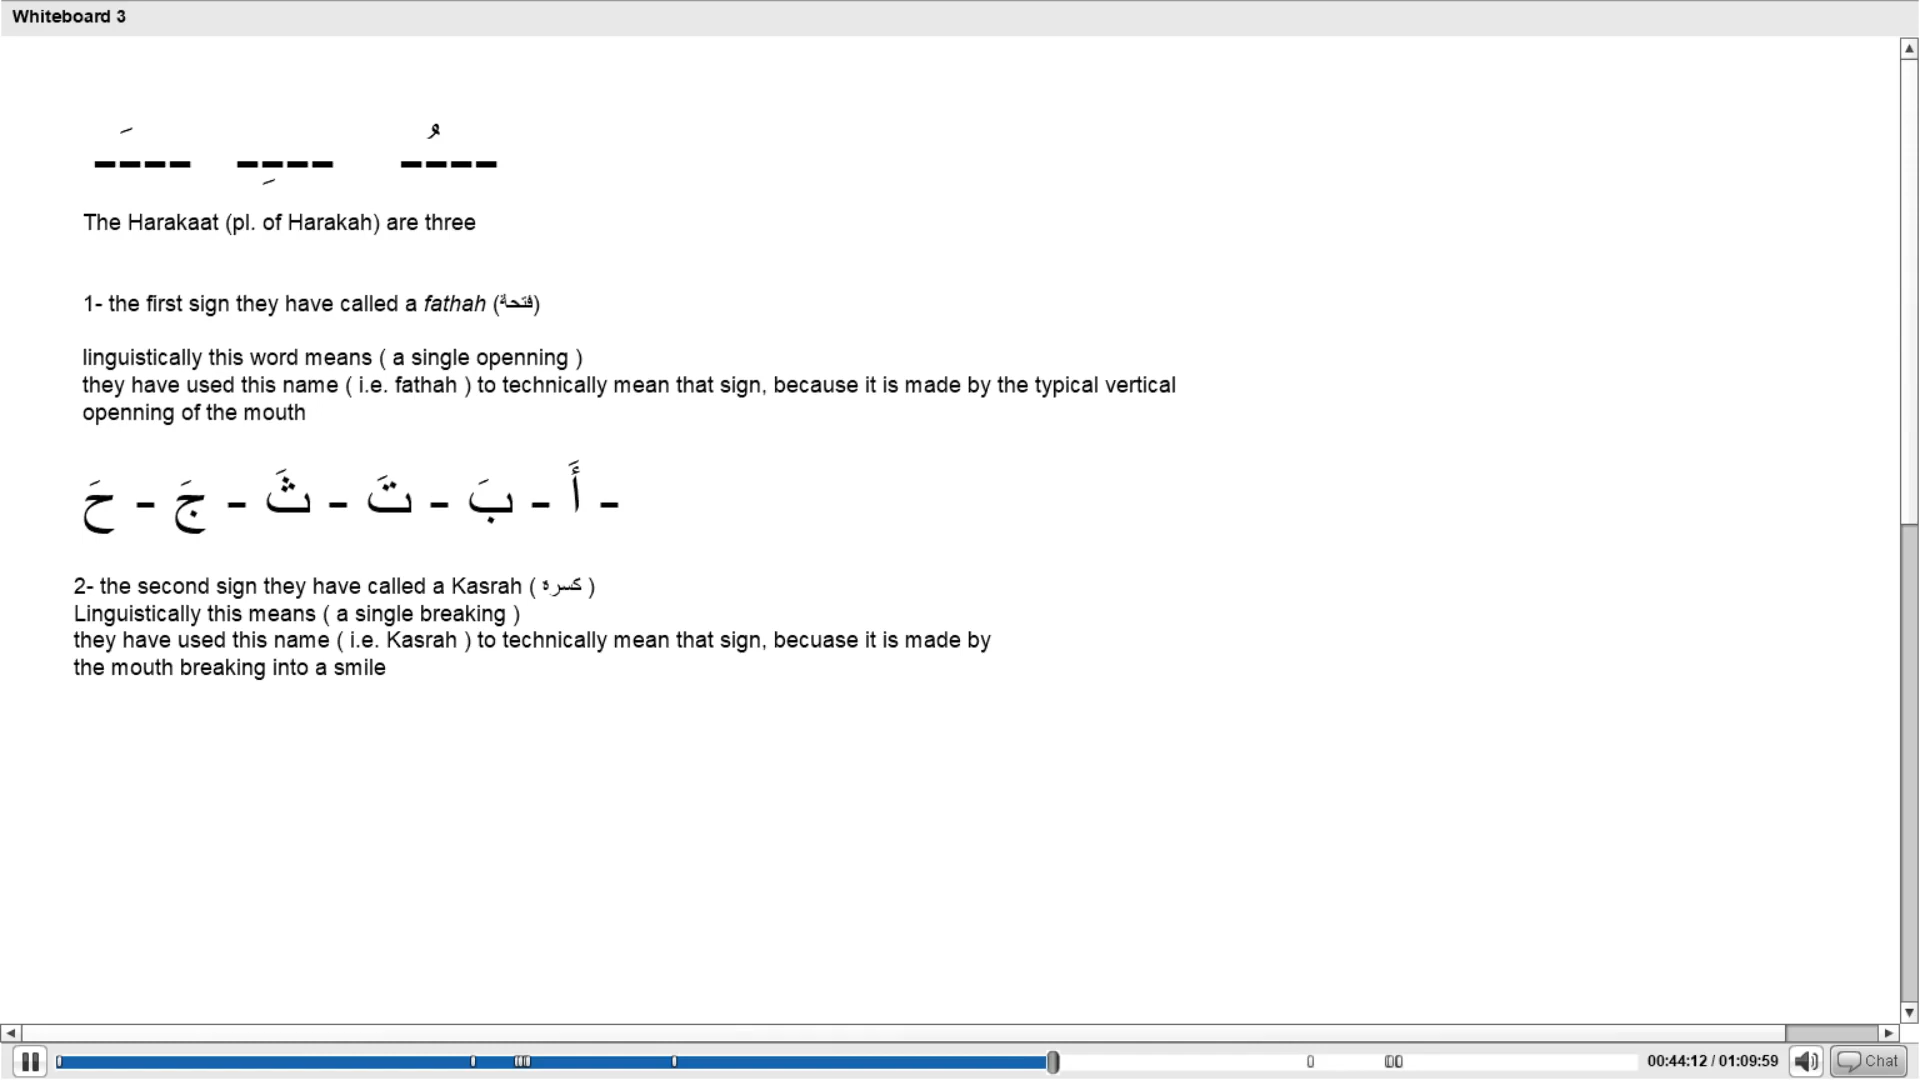 Whiteboard 3
----َ ----ِ ----ُ
The Harakaat (pl. of Harakah) are three
1- the first sign they have called a fathah (فتحة)
linguistically this word means ( a single openning )
they have used this name ( i.e. fathah ) to technically mean that sign, because it is made by the typical vertical
openning of the mouth
- أَ - بَ - تَ - ثَ - جَ - حَ
2- the second sign they have called a Kasrah ( كسرة )
Linguistically this means ( a single breaking )
they have used this name ( i.e. Kasrah ) to technically mean that sign, becuase it is made by
the mouth breaking into a smile
00:44:12 / 01:09:59
Chat